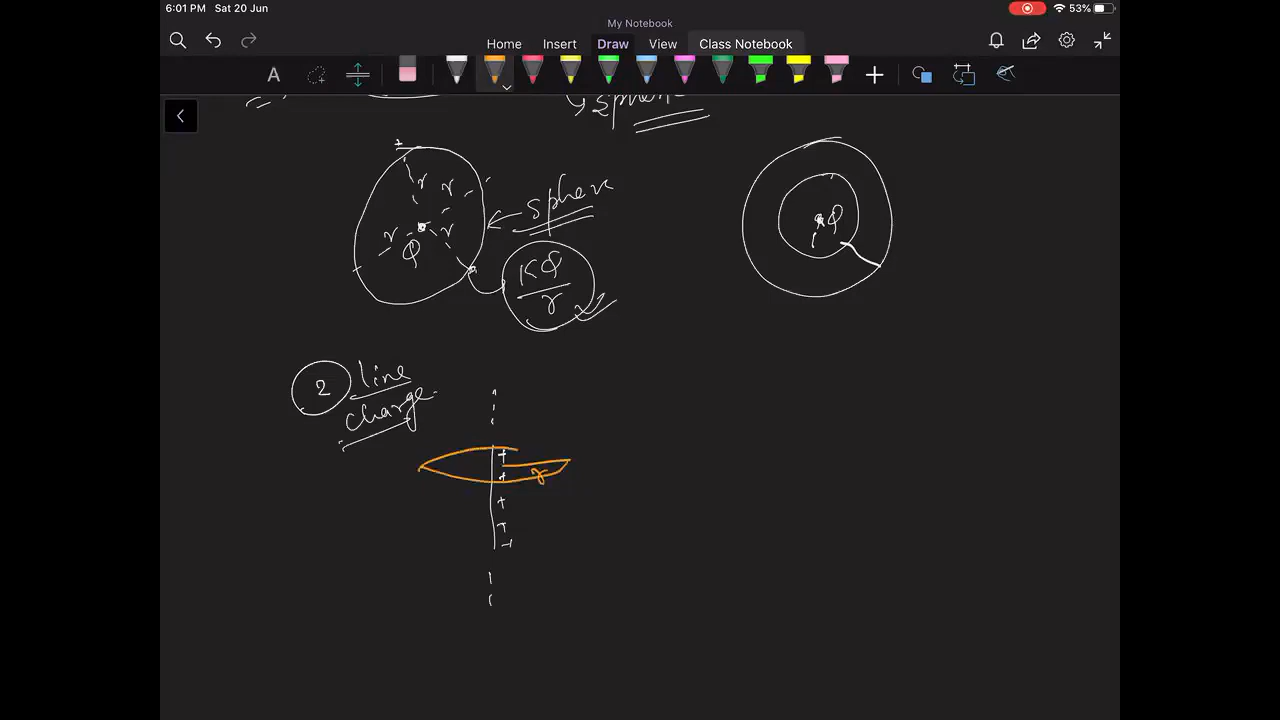 6:01 PM Sat 20 Jun
53%
My Notebook
Home Insert Draw View Class Notebook
A
+
r r
sphere
r r
Q
KQ
r
Q
2 line
charge
+
+ r
+
+
+